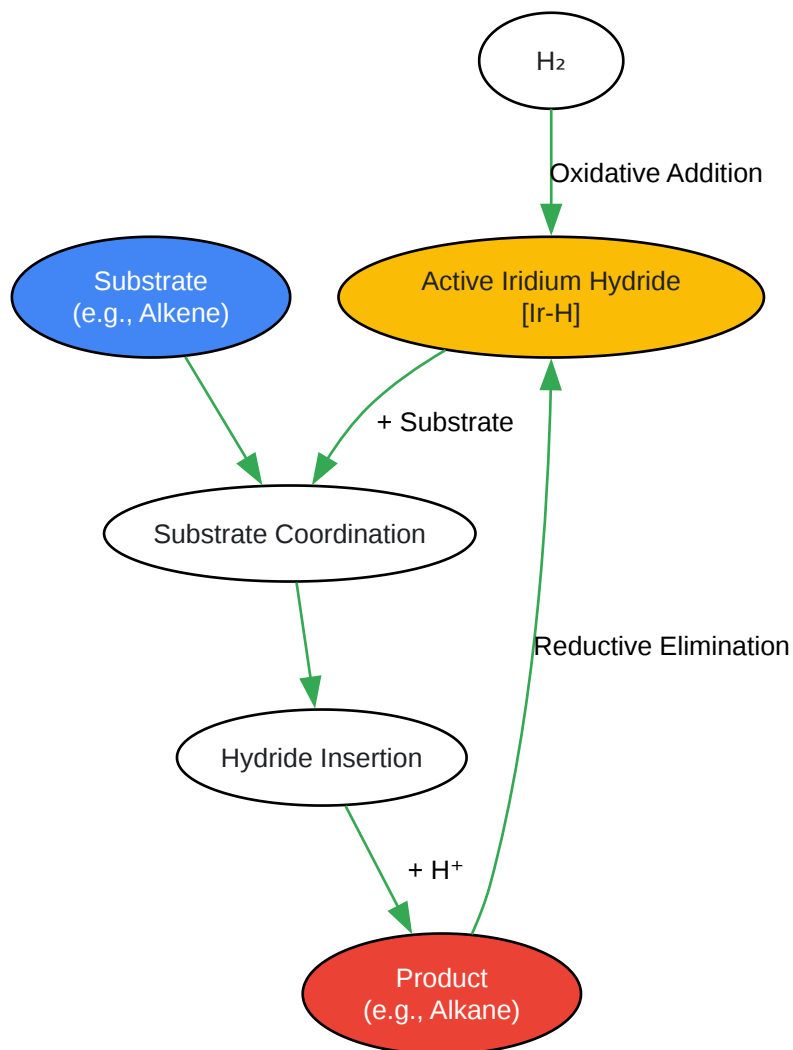 H₂
Oxidative Addition
Substrate
(e.g., Alkene)
Active Iridium Hydride
[Ir-H]
+ Substrate
Substrate Coordination
Reductive Elimination
Hydride Insertion
+ H⁺
Product
(e.g., Alkane)